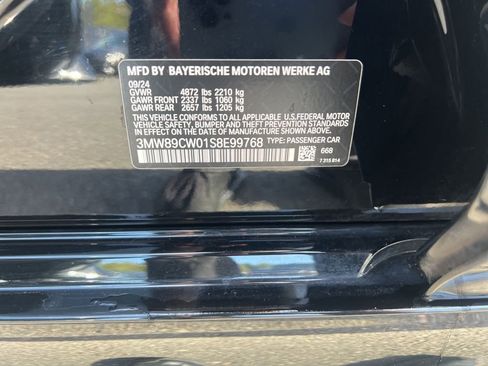 MFD BY BAYERISCHE MOTOREN WERKE AG
09/24
GVWR 4872 lbs 2210 kg
GAWR FRONT 2337 lbs 1060 kg
GAWR REAR 2657 lbs 1205 kg
THIS VEHICLE CONFORMS TO ALL APPLICABLE U.S.FEDERAL MOTOR
VEHICLE SAFETY, BUMPER AND THEFT PREVENTION STANDARDS
IN EFFECT ON THE DATE OF MANUFACTURE SHOWN ABOVE.
3MW89CW01S8E99768 TYPE: PASSENGER CAR
668
7 315 814